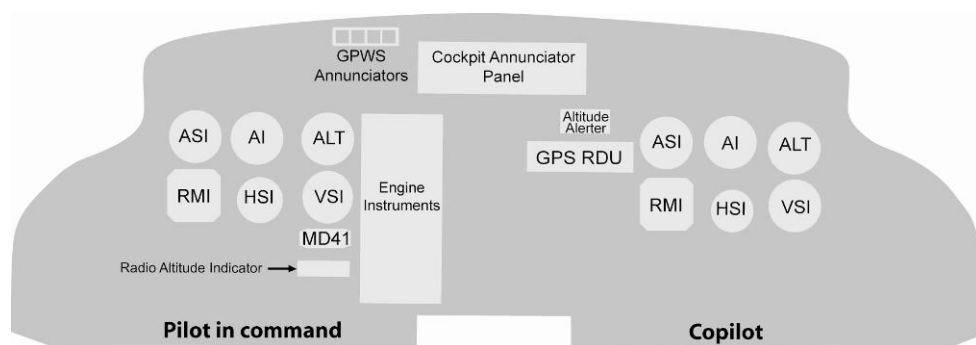 GPWS
Annunciators
Cockpit Annunciator
Panel
ASI
AI
ALT
RMI
HSI
VSI
MD41
Radio Altitude Indicator
Engine
Instruments
Altitude
Alerter
GPS RDU
ASI
AI
ALT
RMI
HSI
VSI
Pilot in command
Copilot